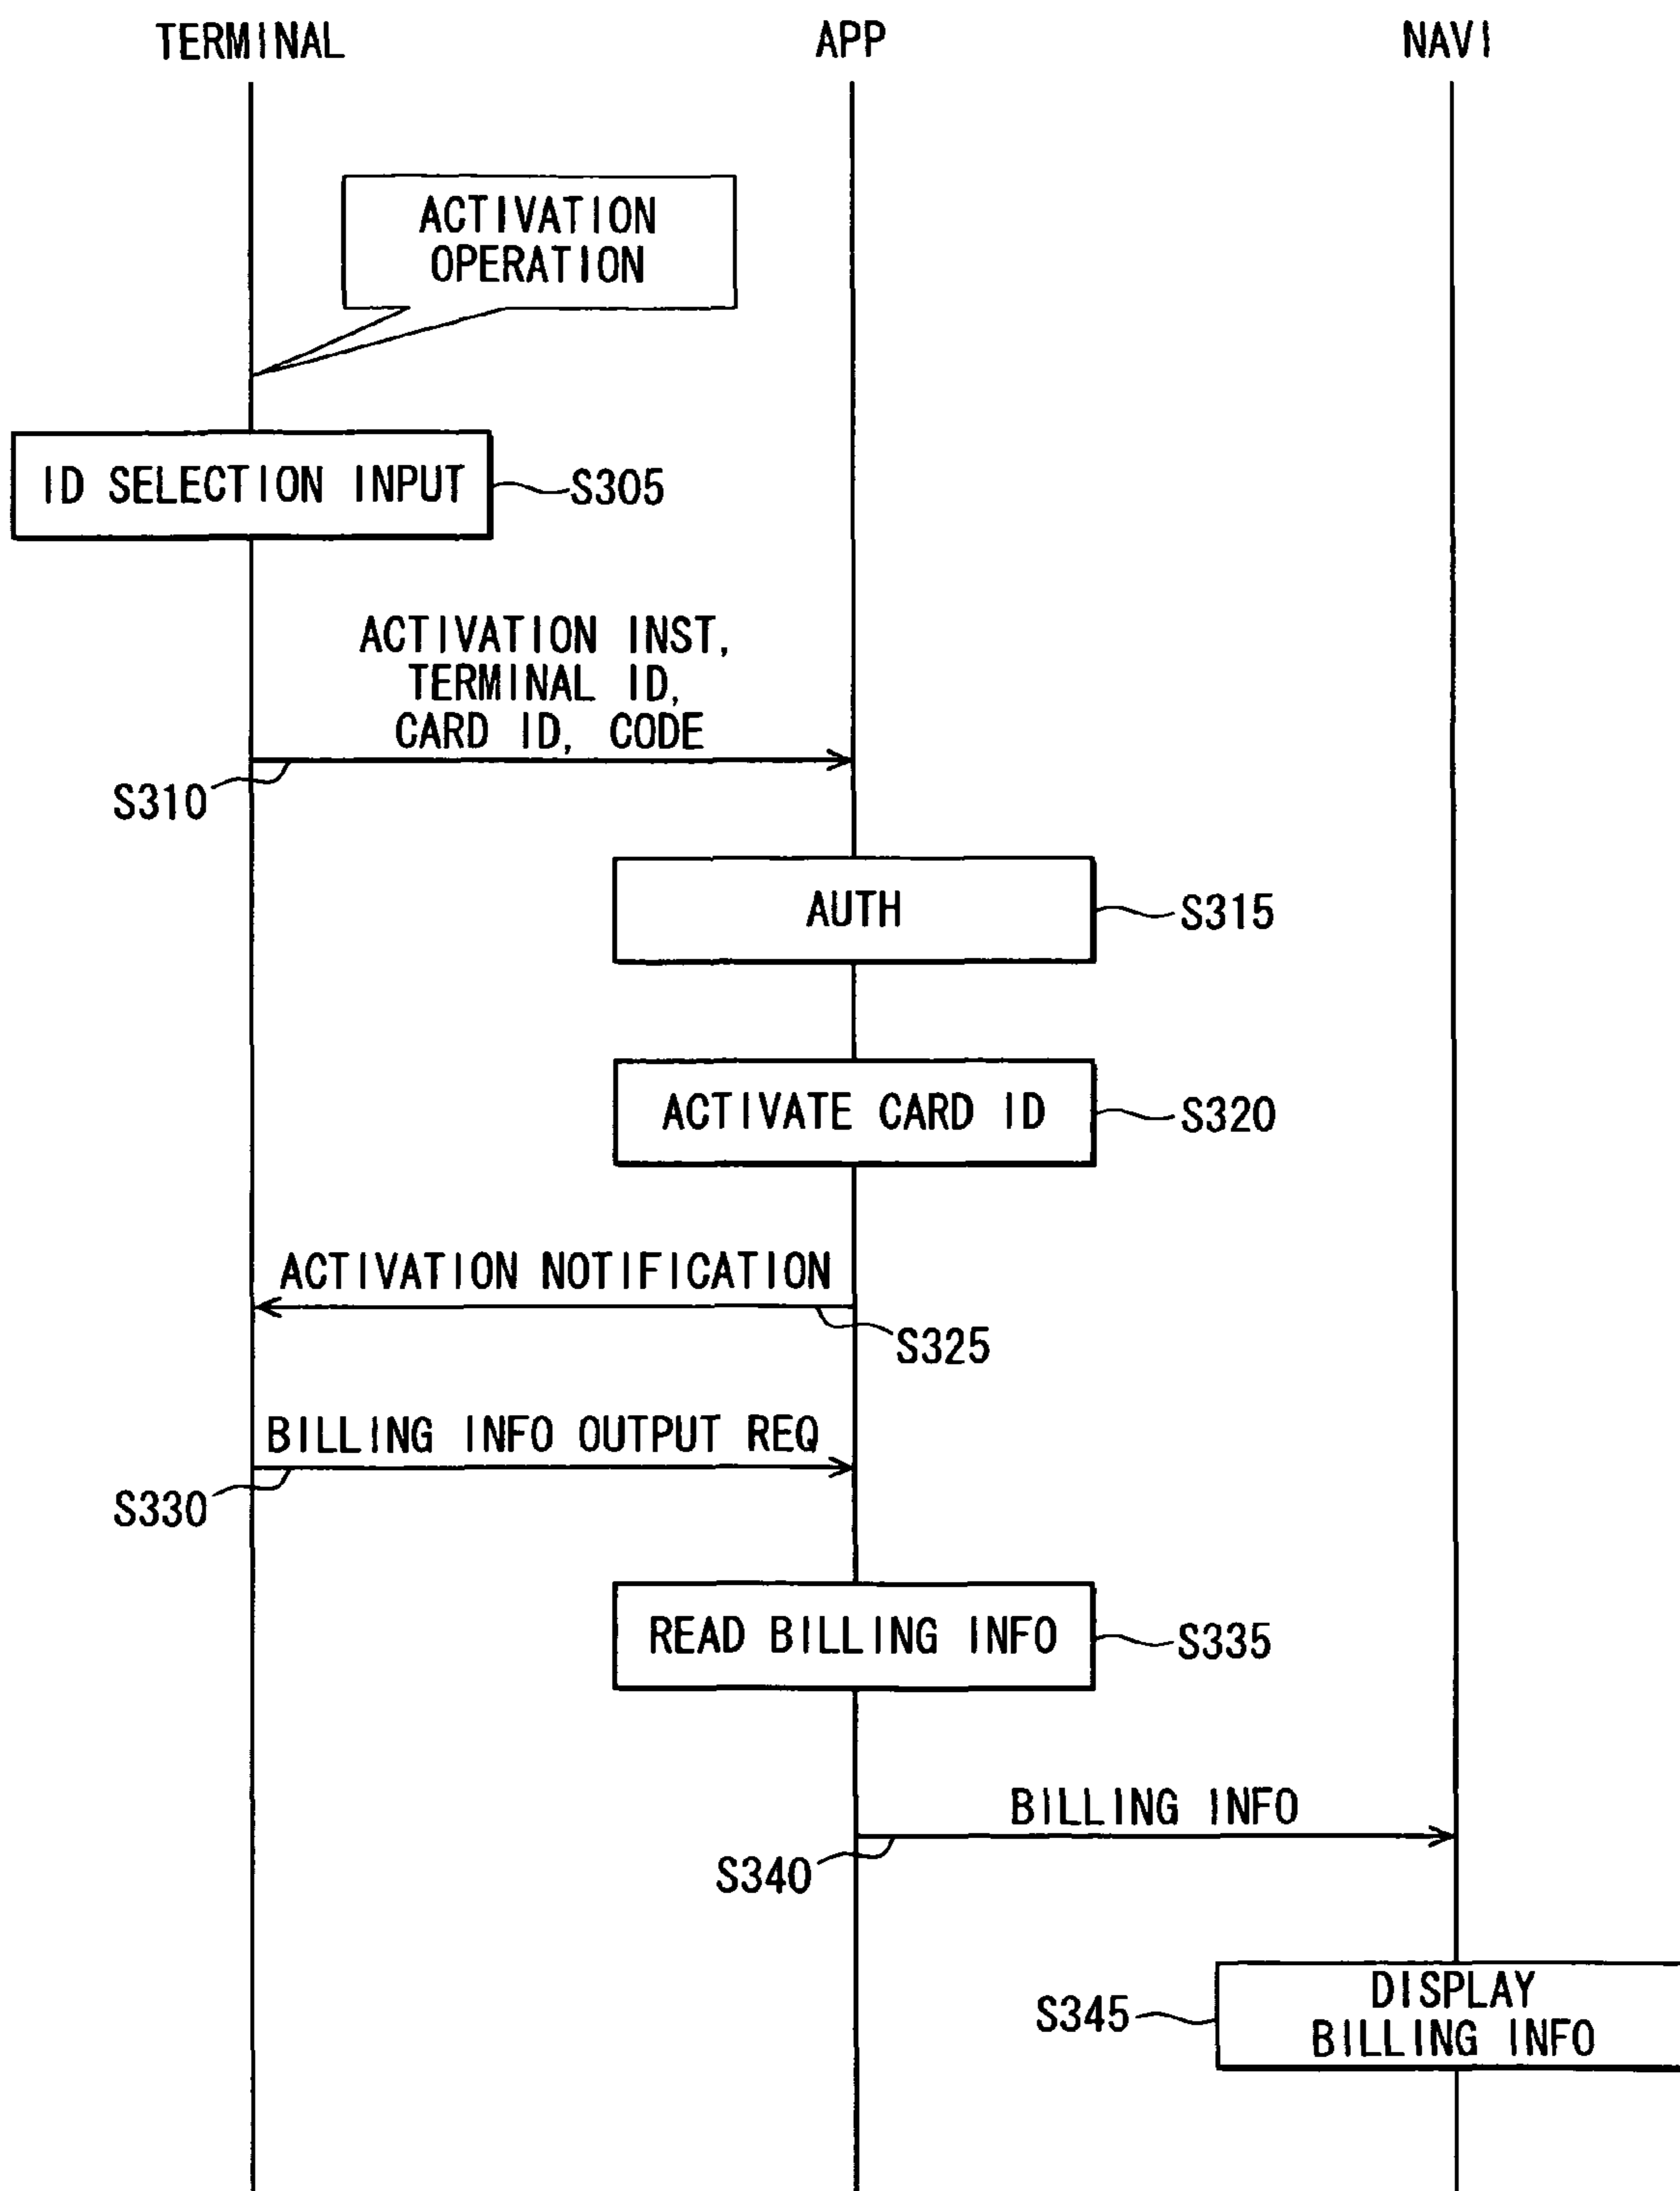 TERMINAL
APP
NAVI
ACTIVATION
OPERATION
ID SELECTION INPUT
S305
ACTIVATION INST,
TERMINAL ID,
CARD ID, CODE
S310
AUTH
S315
ACTIVATE CARD ID
S320
ACTIVATION NOTIFICATION
S325
BILLING INFO OUTPUT REQ
S330
READ BILLING INFO
S335
BILLING INFO
S340
DISPLAY
BILLING INFO
S345